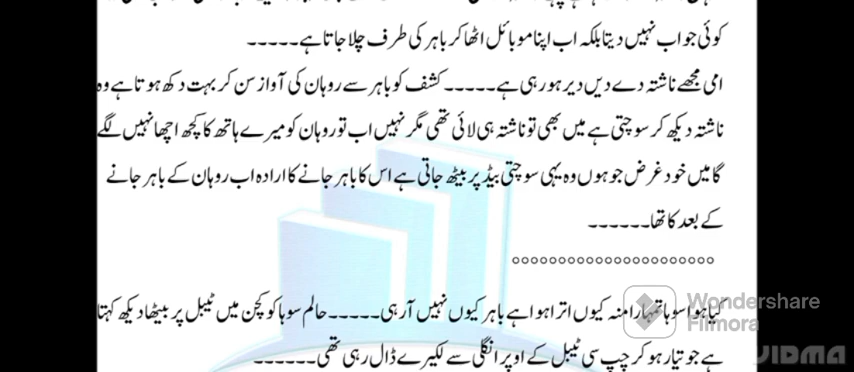 کوئی جواب نہیں دیتا بلکہ اب اپنا موبائل اٹھا کر باہر کی طرف چلا جاتا ہے۔۔۔۔۔
امی مجھے ناشتہ دے دیں دیر ہو رہی ہے۔۔۔۔۔ کشف کو باہر سے روہان کی آواز سن کر بہت دکھ ہوتا ہے وہ
ناشتہ دیکھ کر سوچتی ہے میں بھی تو ناشتہ ہی لائی تھی مگر نہیں اب تو روہان کو میرے ہاتھ کا کچھ اچھا نہیں لگے
گا میں خود غرض جو ہوں وہ یہی سوچتی بیڈ پر بیٹھ جاتی ہے اس کا باہر جانے کا ارادہ اب روہان کے باہر جانے
کے بعد کا تھا۔۔۔۔۔۔
°°°°°°°°°°°°°°°°°°°°°°
کیا ہوا سوہا تمہارا منہ کیوں اترا ہوا ہے باہر کیوں نہیں آ رہی۔۔۔۔۔ حالم سوہا کو کچن میں ٹیبل پر بیٹھا دیکھ کہتا
ہے جو تیار ہو کر چپ سی ٹیبل کے اوپر انگلی سے لکیرے ڈال رہی تھی۔۔۔۔۔۔
Wondershare
Filmora
VIDMA